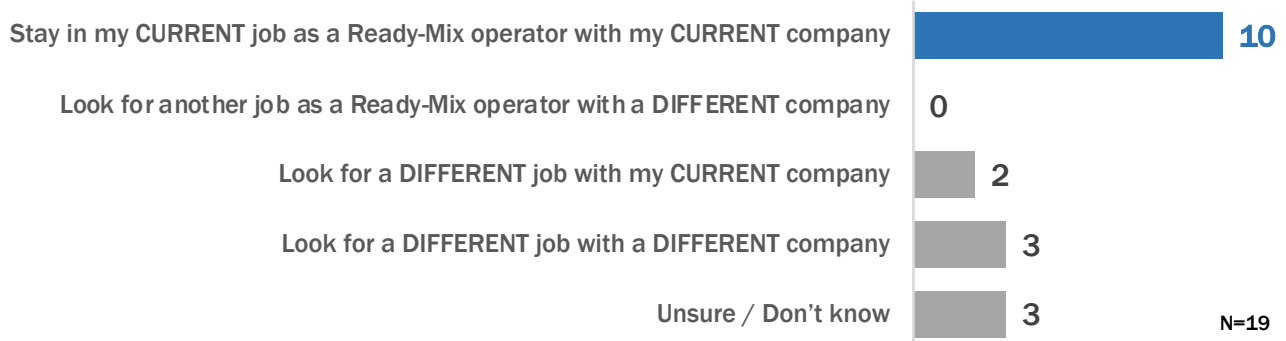 Stay in my CURRENT job as a Ready-Mix operator with my CURRENT company 10
Look for another job as a Ready-Mix operator with a DIFFERENT company 0
Look for a DIFFERENT job with my CURRENT company 2
Look for a DIFFERENT job with a DIFFERENT company 3
Unsure / Don't know 3
N=19